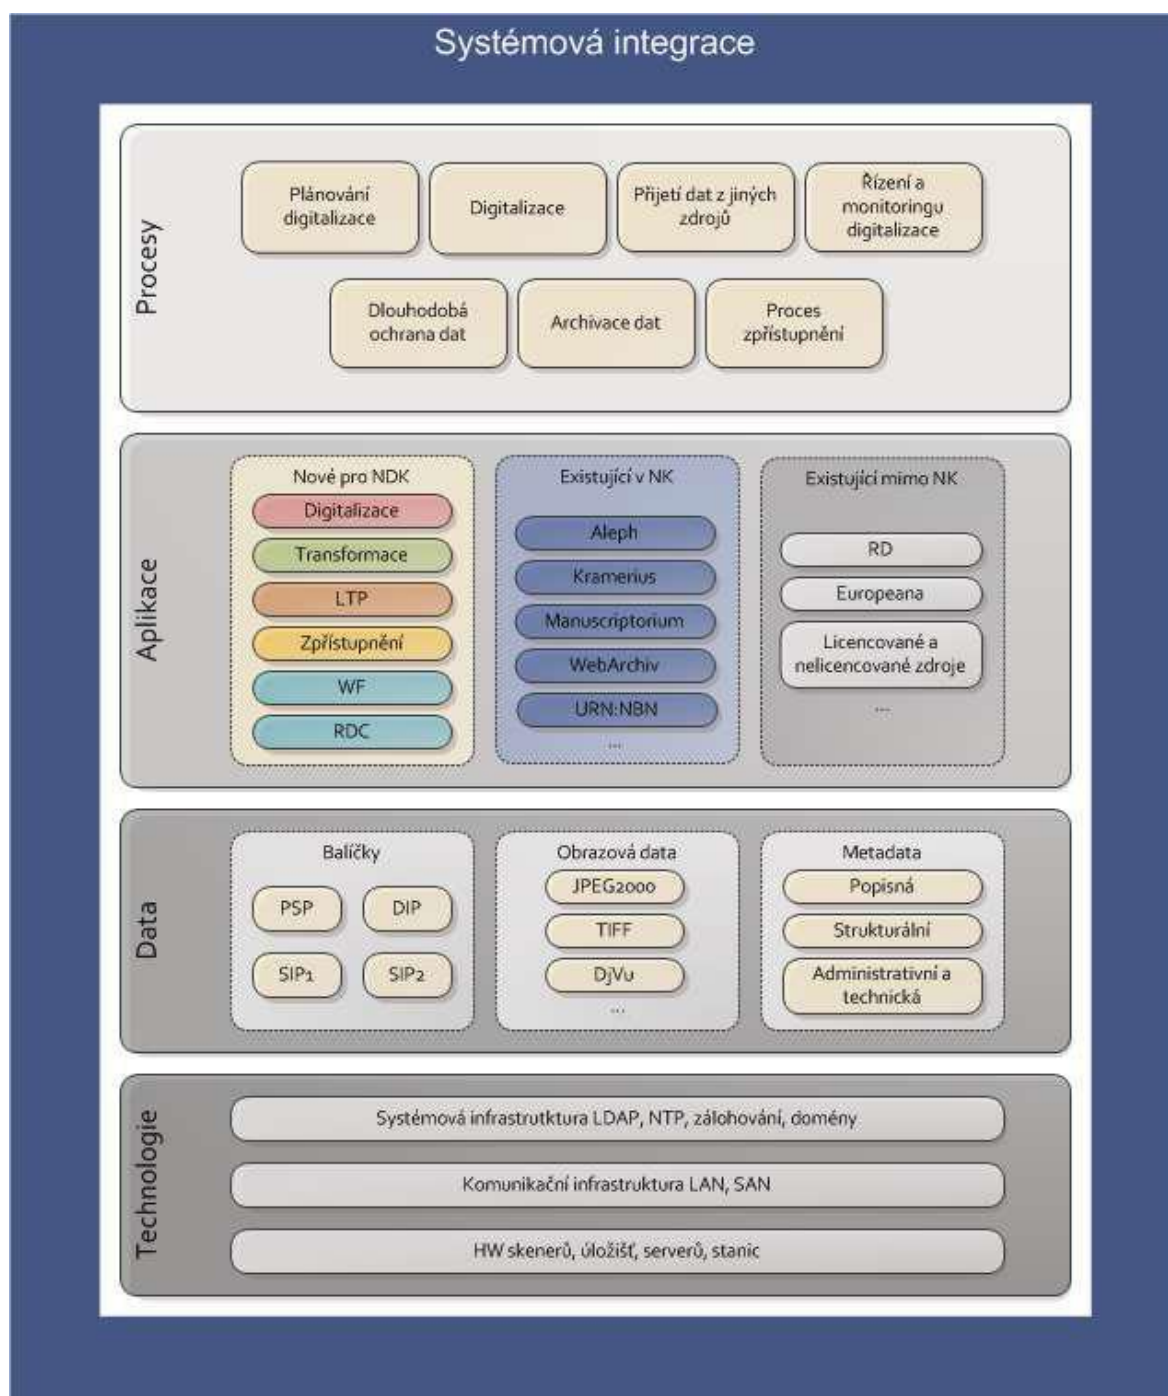 Systémová integrace
Procesy
Plánování
digitalizace
Digitalizace
Přijetí dat z jiných
zdrojů
Řízení a
monitoringu
digitalizace
Dlouhodobá
ochrana dat
Archivace dat
Proces
zpřístupnění
Aplikace
Nové pro NDK
Digitalizace
Transformace
LTP
Zpřístupnění
WF
RDC
Existující v NK
Aleph
Kramerius
Manuscriptorium
WebArchiv
URN:NBN
...
Existující mimo NK
RD
Europeana
Licencované a
nelicencované zdroje
...
Data
Balíčky
PSP
DIP
SIP1
SIP2
Obrazová data
JPEG2000
TIFF
DjVu
...
Metadata
Popisná
Strukturální
Administrativní a
technická
Technologie
Systémová infrastrutktura LDAP, NTP, zálohování, domény
Komunikační infrastruktura LAN, SAN
HW skenerů, úložišť, serverů, stanic